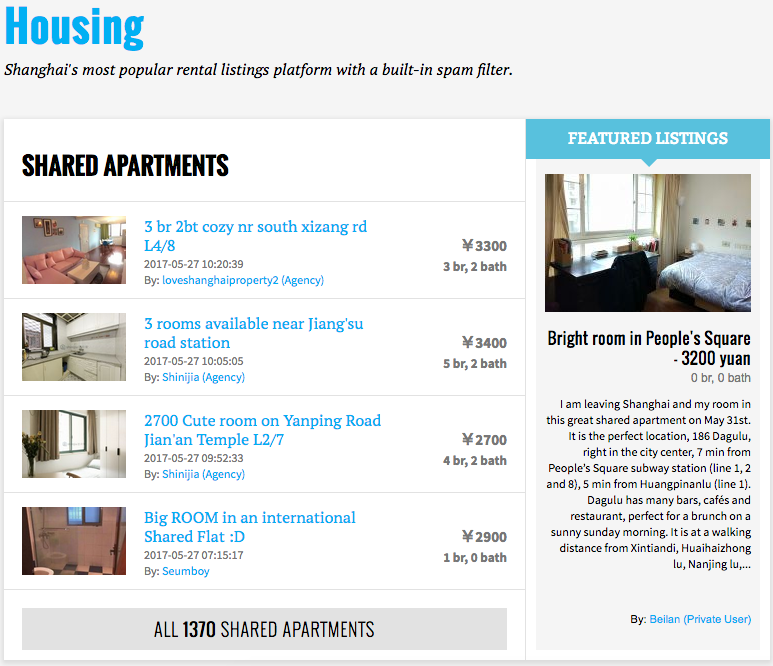 Housing
Shanghai's most popular rental listings platform with a built-in spam filter.
SHARED APARTMENTS
3 br 2bt cozy nr south xizang rd
L4/8
2017-05-27 10:20:39
By: loveshanghaiproperty2 (Agency)
¥3300
3 br, 2 bath
3 rooms available near Jiang'su
road station
2017-05-27 10:05:05
By: Shinijia (Agency)
¥3400
5 br, 2 bath
2700 Cute room on Yanping Road
Jian'an Temple L2/7
2017-05-27 09:52:33
By: Shinijia (Agency)
¥2700
4 br, 2 bath
Big ROOM in an international
Shared Flat :D
2017-05-27 07:15:17
By: Seumboy
¥2900
1 br, 0 bath
ALL 1370 SHARED APARTMENTS
FEATURED LISTINGS
Bright room in People's Square
- 3200 yuan
0 br, 0 bath
I am leaving Shanghai and my room in
this great shared apartment on May 31st.
It is the perfect location, 186 Dagulu,
right in the city center, 7 min from
People's Square subway station (line 1, 2
and 8), 5 min from Huangpinanlu (line 1).
Dagulu has many bars, cafés and
restaurant, perfect for a brunch on a
sunny sunday morning. It is at a walking
distance from Xintiandi, Huaihaizhong
lu, Nanjing lu,...
By: Beilan (Private User)